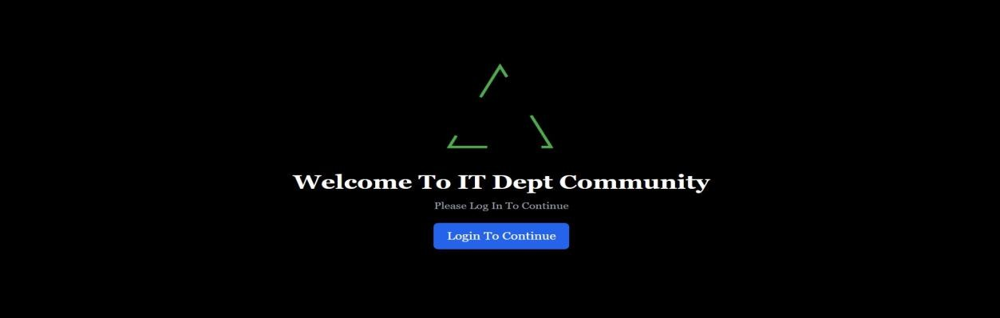 Welcome To IT Dept Community
Please Log In To Continue
Login To Continue